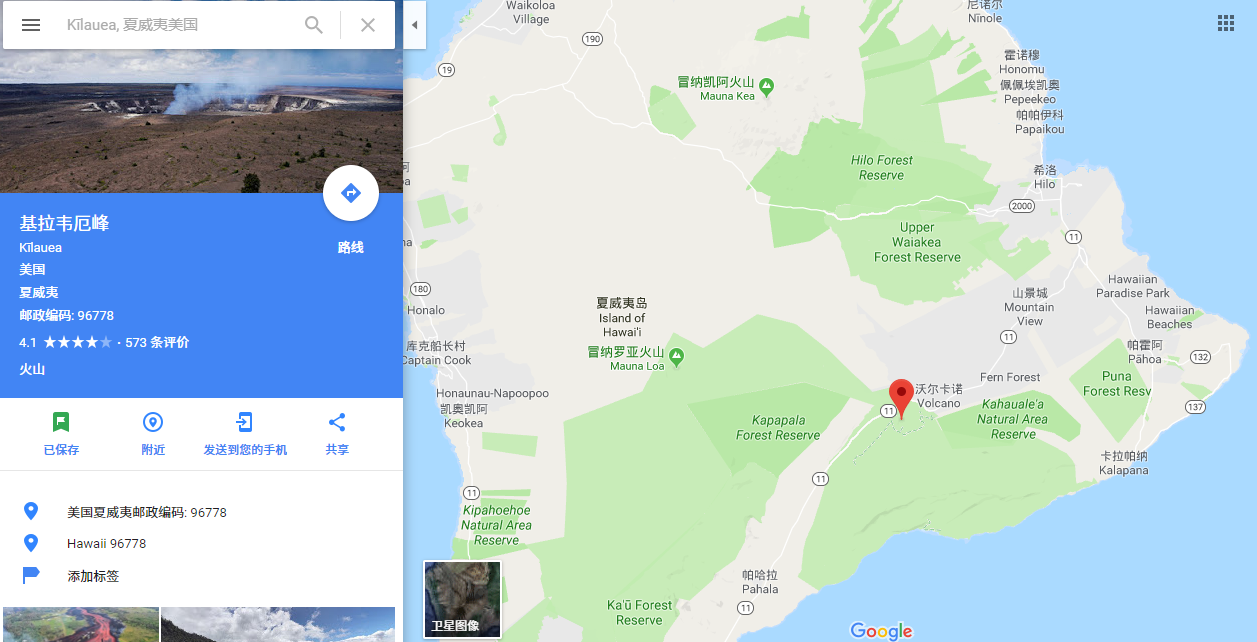 Kīlauea, 夏威夷美国
基拉韦厄峰
Kīlauea
美国
夏威夷
邮政编码: 96778
4.1 ★★★★★ · 573 条评价
火山
路线
已保存
附近
发送到您的手机
共享
美国夏威夷邮政编码: 96778
Hawaii 96778
添加标签
Waikoloa
Village
190
19
冒纳凯阿火山
Mauna Kea
尼诺尔
Ninole
霍诺穆
Honomu
佩佩埃凯奥
Pepeekeo
帕帕伊科
Papaikou
Hilo Forest
Reserve
希洛
Hilo
2000
11
Upper
Waiakea
Forest Reserve
180
Honalo
夏威夷岛
Island of
Hawai'i
山景城
Mountain
View
11
Hawaiian
Paradise Park
Hawaiian
Beaches
库克船长村
Captain Cook
冒纳罗亚火山
Mauna Loa
帕霍阿
Pāhoa
132
Fern Forest
Puna
Forest Resv
137
Honaunau-Napoopoo
凯奥凯阿
Keokea
沃尔卡诺
Volcano
11
Kahauale'a
Natural Area
Reserve
Kapapala
Forest Reserve
卡拉帕纳
Kalapana
11
11
Kipahoehoe
Natural Area
Reserve
帕哈拉
Pahala
11
Ka'ū Forest
Reserve
卫星图像
Google